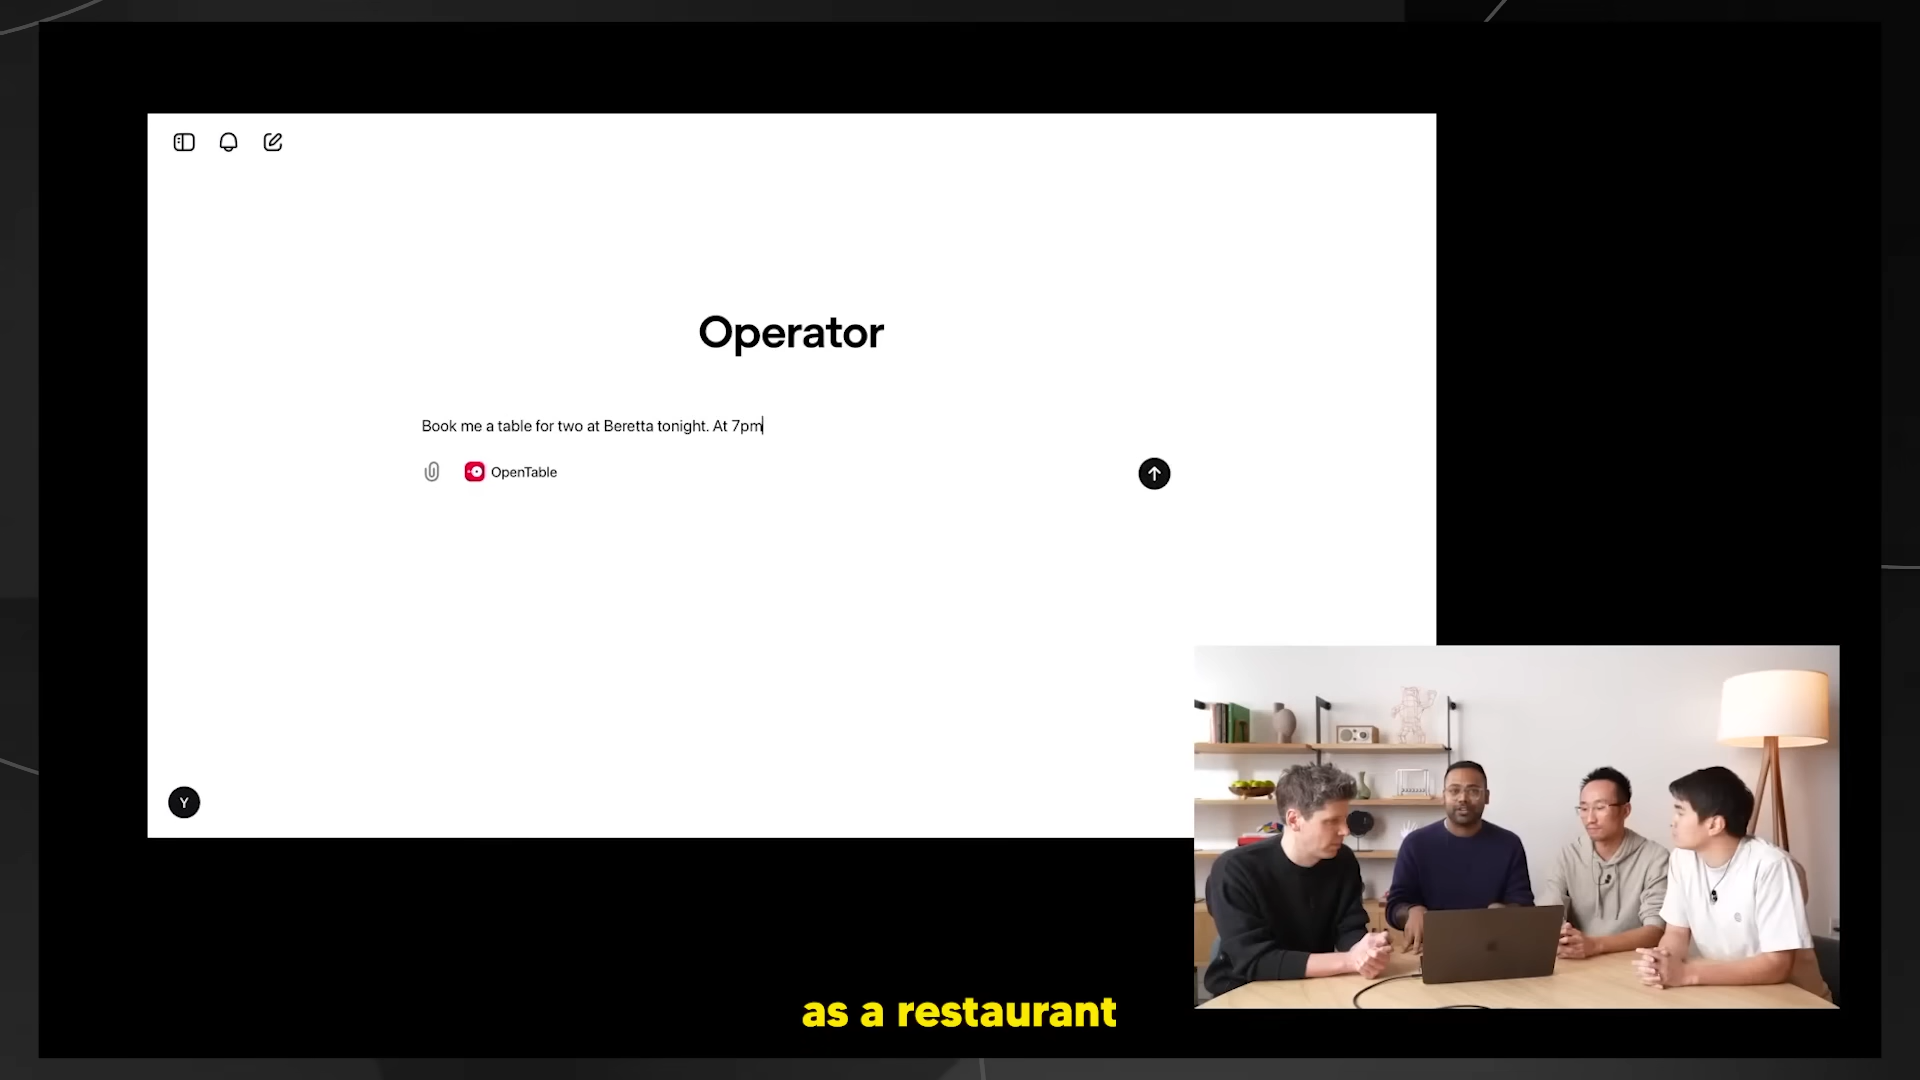 Operator
Book me a table for two at Beretta tonight. At 7pm
OpenTable
Y
as a restaurant